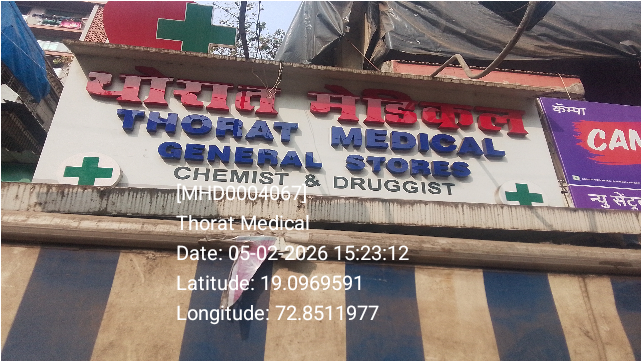 थोरात मेडिकल
THORAT MEDICAL
GENERAL STORES
CHEMIST & DRUGGIST
कॅम्पा
CAM
न्यु सेंट्र
[MHD0004067]
Thorat Medical
Date: 05-02-2026 15:23:12
Latitude: 19.0969591
Longitude: 72.8511977